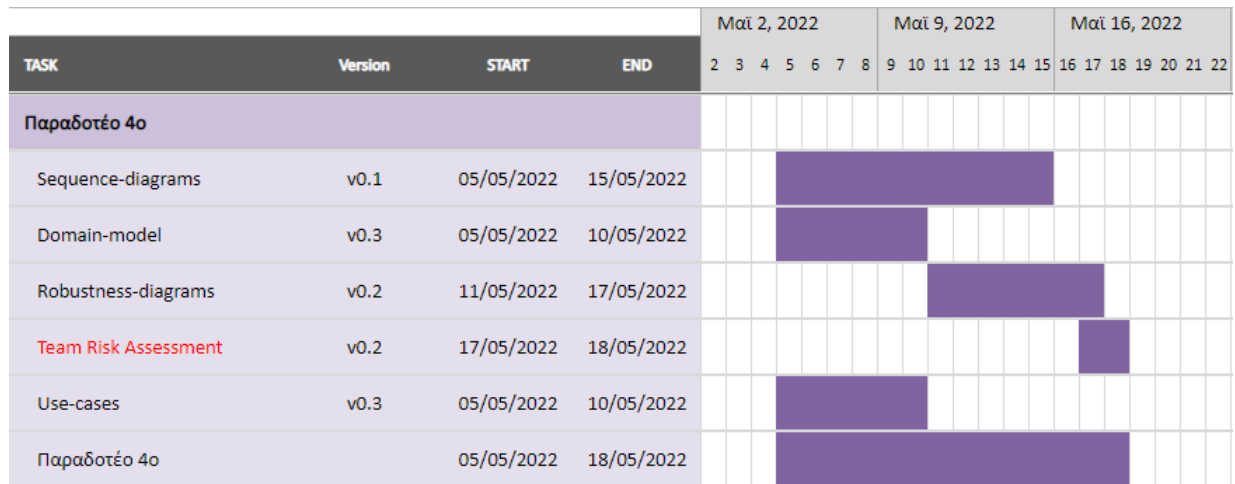 Μαϊ 2, 2022 Μαϊ 9, 2022 Μαϊ 16, 2022
TASK Version START END 2 3 4 5 6 7 8 9 10 11 12 13 14 15 16 17 18 19 20 21 22
Παραδοτέο 4ο
Sequence-diagrams v0.1 05/05/2022 15/05/2022
Domain-model v0.3 05/05/2022 10/05/2022
Robustness-diagrams v0.2 11/05/2022 17/05/2022
Team Risk Assessment v0.2 17/05/2022 18/05/2022
Use-cases v0.3 05/05/2022 10/05/2022
Παραδοτέο 4ο 05/05/2022 18/05/2022